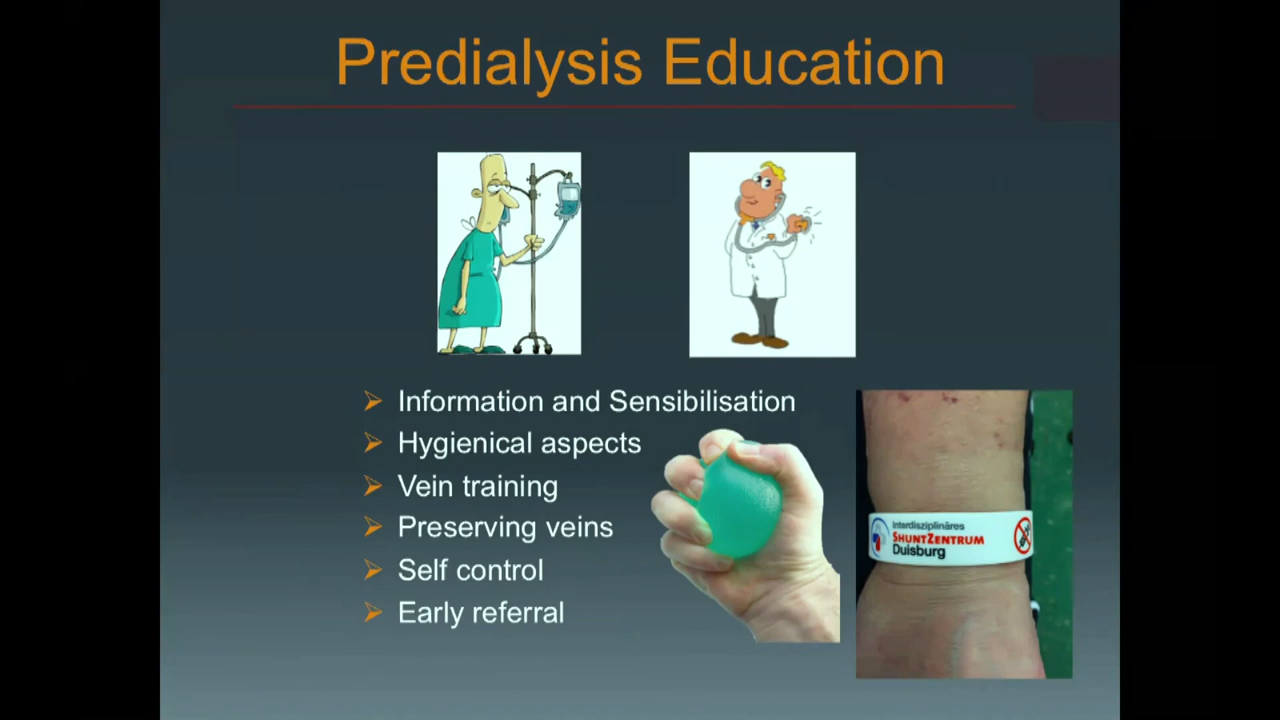 Predialysis Education
Information and Sensibilisation
Hygienical aspects
Vein training
Preserving veins
Self control
Early referral
Interdisziplinäres
SHUNTZENTRUM
Duisburg